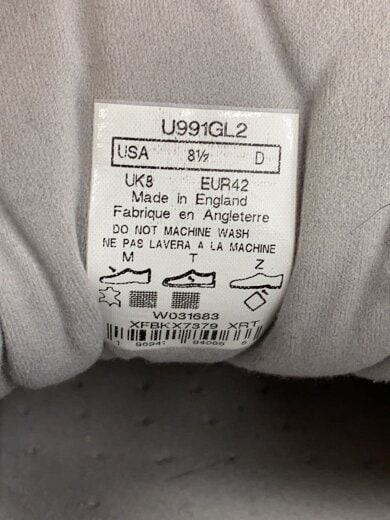 U991GL2
USA 8½ D
UK8 EUR42
Made in England
Fabrique en Angleterre
DO NOT MACHINE WASH
NE PAS LAVERA A LA MACHINE
M T Z
W031683
XFBKX7379 XRT